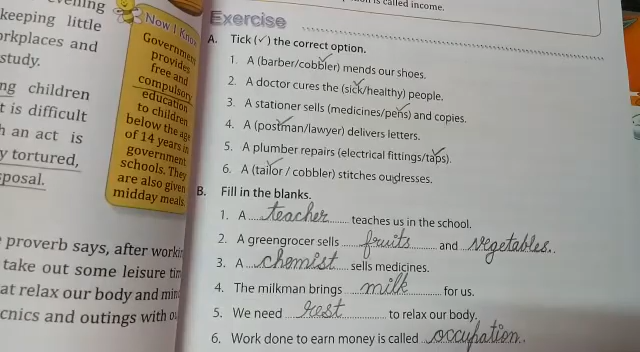 is called income.
keeping little
orkplaces and
study.
ng children
t is difficult
h an act is
y tortured,
sposal.
proverb says, after workin
take out some leisure tim
at relax our body and mind
cnics and outings with ou
Now I Know
Government
provides
free and
compulsory
education
to children
below the age
of 14 years in
government
schools. They
are also given
midday meals.
Exercise
A. Tick (✓) the correct option.
1. A (barber/cobbler) mends our shoes.
2. A doctor cures the (sick/healthy) people.
3. A stationer sells (medicines/pens) and copies.
4. A (postman/lawyer) delivers letters.
5. A plumber repairs (electrical fittings/taps).
6. A (tailor / cobbler) stitches our dresses.
B. Fill in the blanks.
1. A teacher teaches us in the school.
2. A greengrocer sells fruits and vegetables.
3. A chemist sells medicines.
4. The milkman brings milk for us.
5. We need rest to relax our body.
6. Work done to earn money is called occupation.